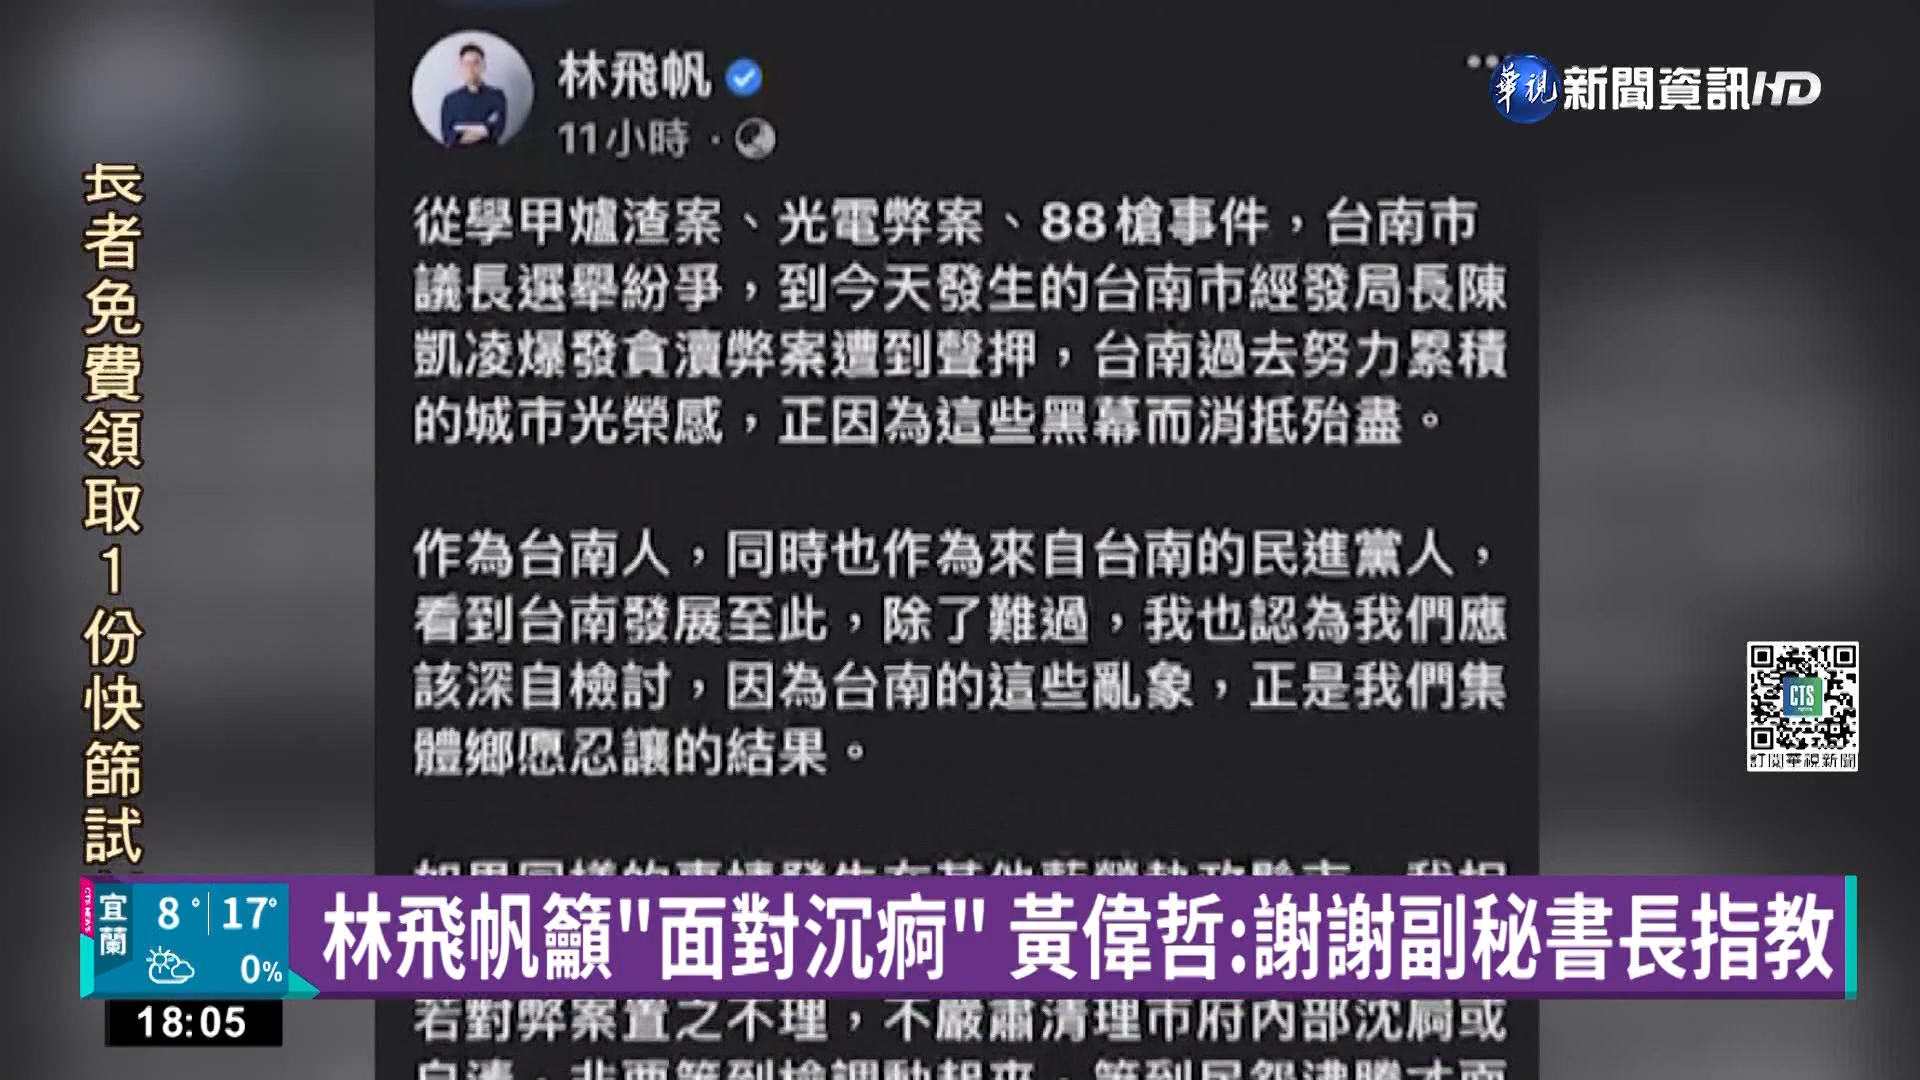 林飛帆
11小時 ·
華視 新聞資訊HD
從學甲爐渣案、光電弊案、88槍事件，台南市
議長選舉紛爭，到今天發生的台南市經發局長陳
凱凌爆發貪瀆弊案遭到聲押，台南過去努力累積
的城市光榮感，正因為這些黑幕而消抵殆盡。
作為台南人，同時也作為來自台南的民進黨人，
看到台南發展至此，除了難過，我也認為我們應
該深自檢討，因為台南的這些亂象，正是我們集
體鄉愿忍讓的結果。
長者免費領取1份快篩試
CTS
訂閱華視新聞
CTS NEWS
宜蘭
8° 17°
0%
18:05
林飛帆籲"面對沉痾" 黃偉哲:謝謝副秘書長指教
若對弊案置之不理，不嚴肅清理市府內部沈屙或